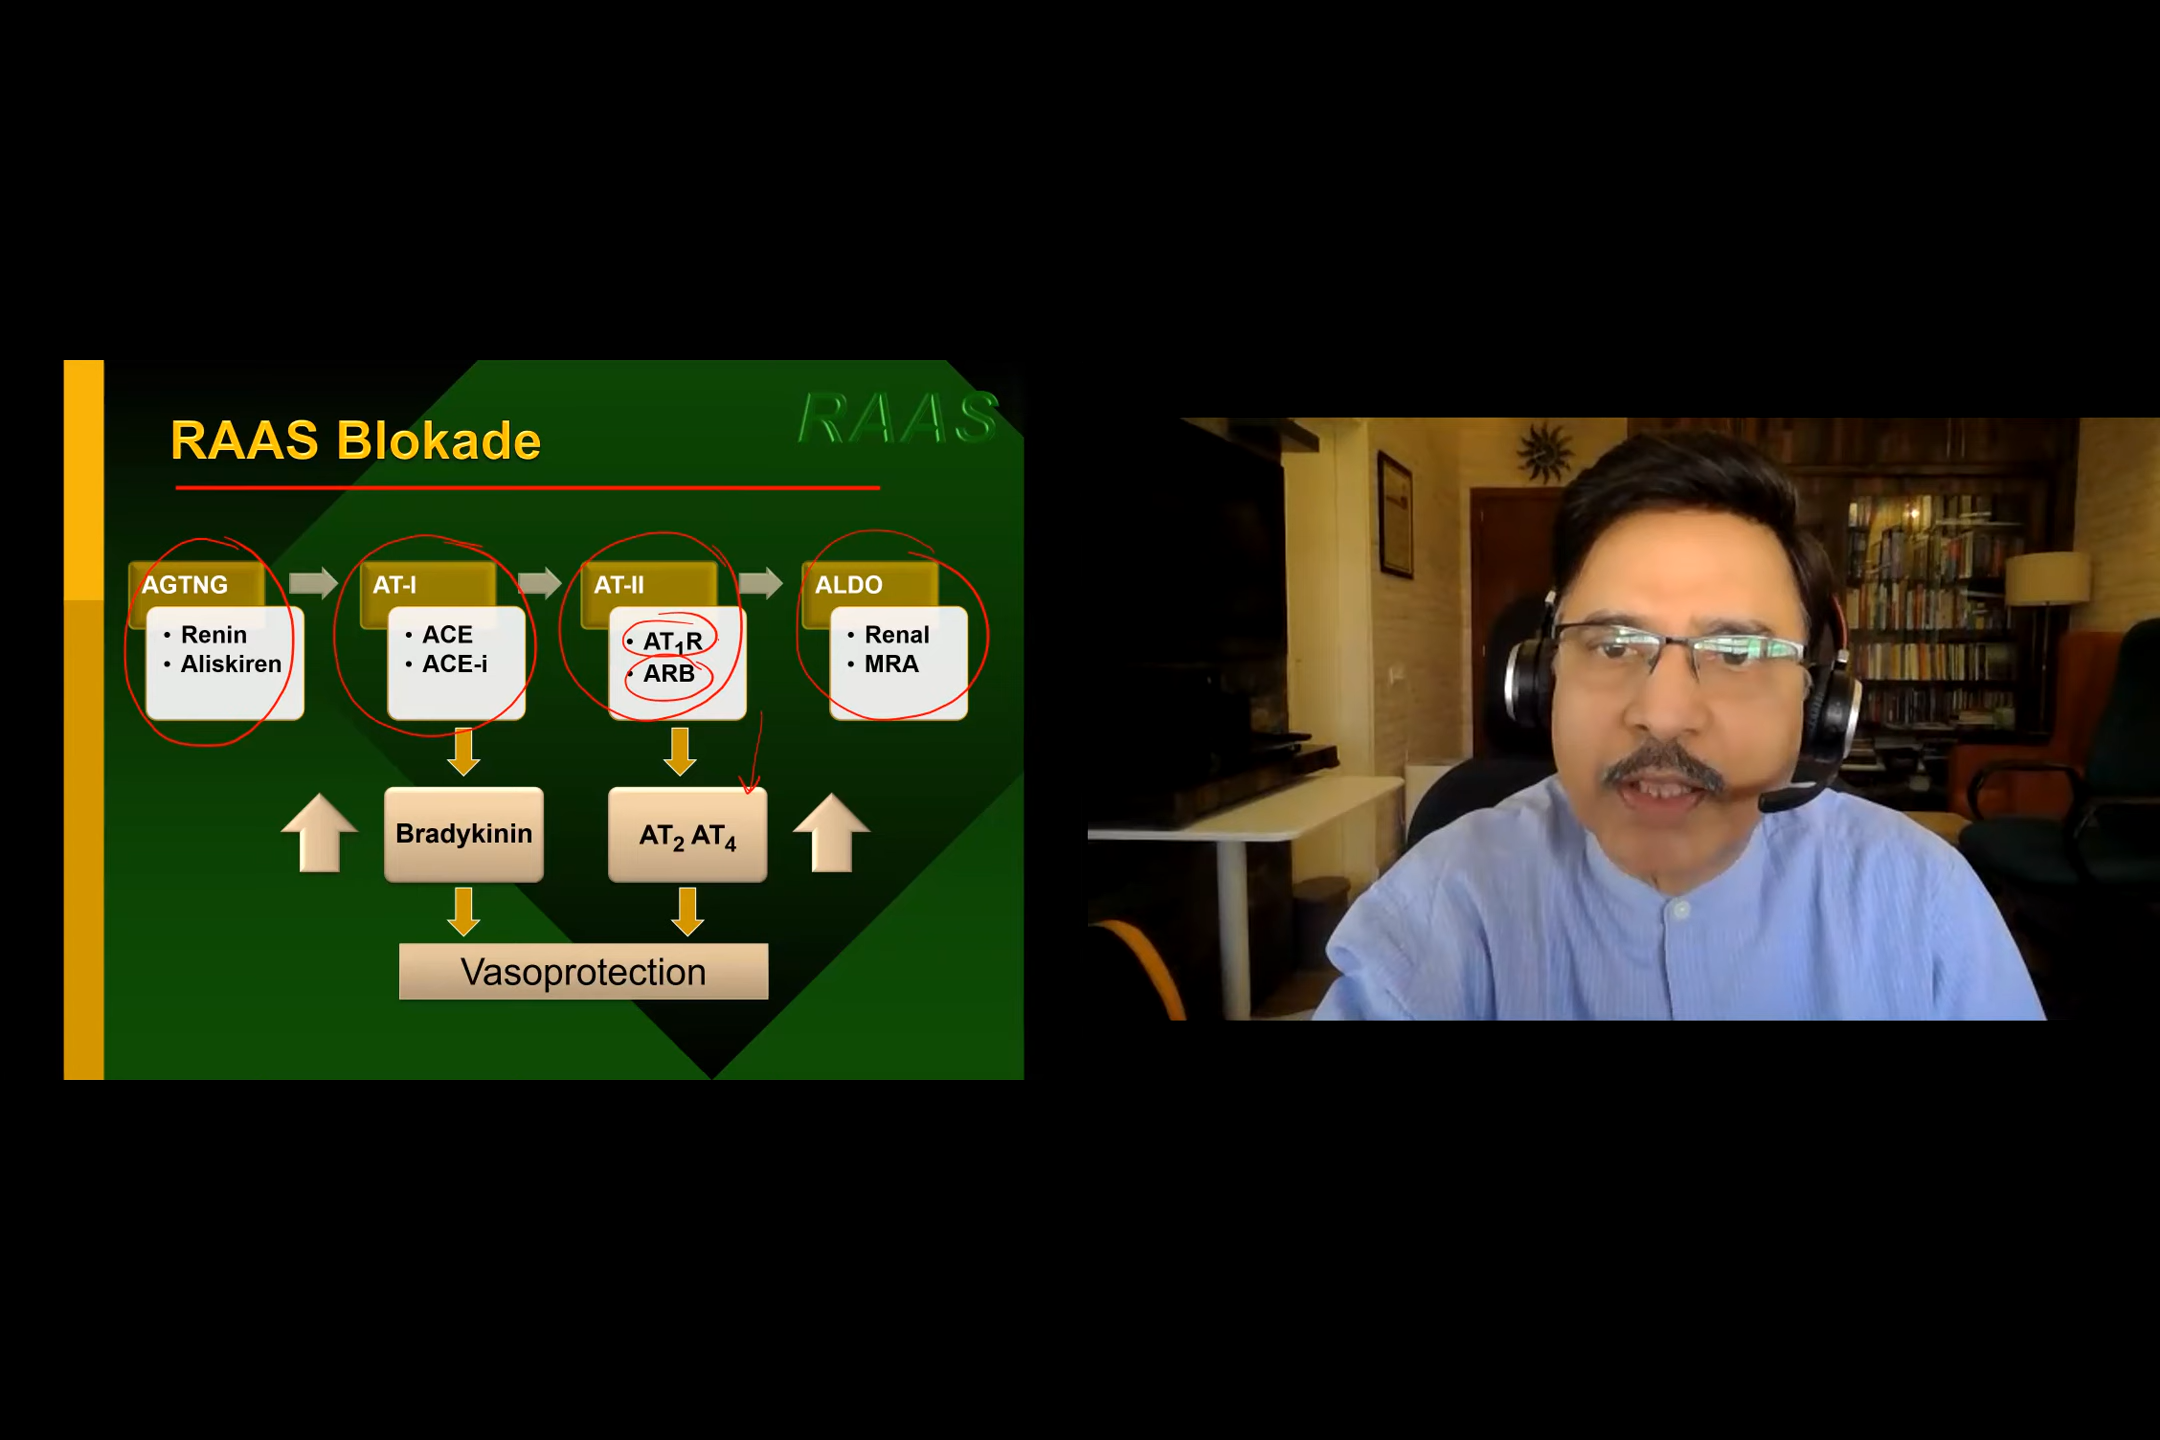 RAAS
RAAS Blokade
AGTNG
• Renin
• Aliskiren
AT-I
• ACE
• ACE-i
AT-II
• AT₁R
• ARB
ALDO
• Renal
• MRA
Bradykinin
AT₂ AT₄
Vasoprotection